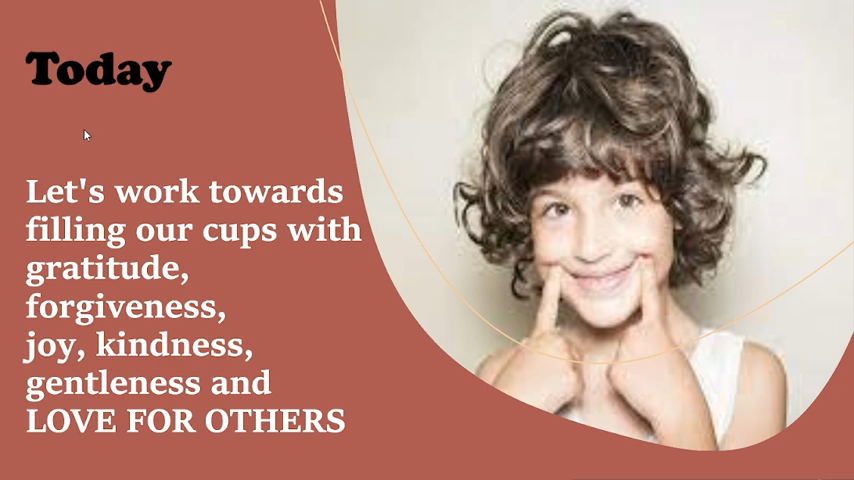 Today
Let's work towards
filling our cups with
gratitude,
forgiveness,
joy, kindness,
gentleness and
LOVE FOR OTHERS